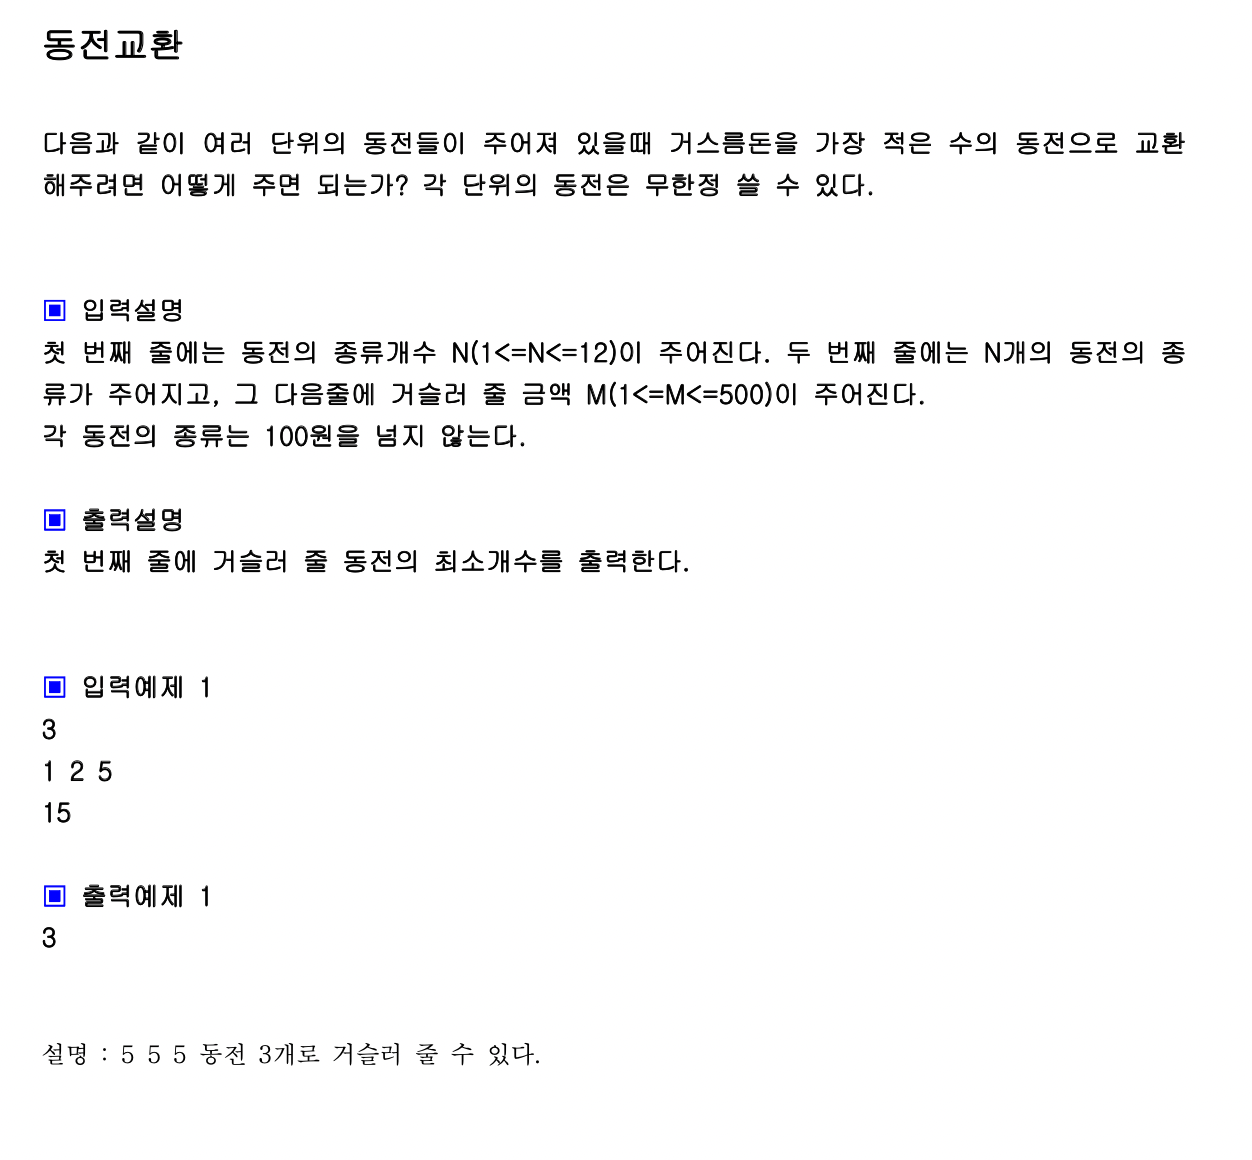 동전교환
다음과 같이 여러 단위의 동전들이 주어져 있을때 거스름돈을 가장 적은 수의 동전으로 교환
해주려면 어떻게 주면 되는가? 각 단위의 동전은 무한정 쓸 수 있다.
▣ 입력설명
첫 번째 줄에는 동전의 종류개수 N(1<=N<=12)이 주어진다. 두 번째 줄에는 N개의 동전의 종
류가 주어지고, 그 다음줄에 거슬러 줄 금액 M(1<=M<=500)이 주어진다.
각 동전의 종류는 100원을 넘지 않는다.
▣ 출력설명
첫 번째 줄에 거슬러 줄 동전의 최소개수를 출력한다.
▣ 입력예제 1
3
1 2 5
15
▣ 출력예제 1
3
설명 : 5 5 5 동전 3개로 거슬러 줄 수 있다.